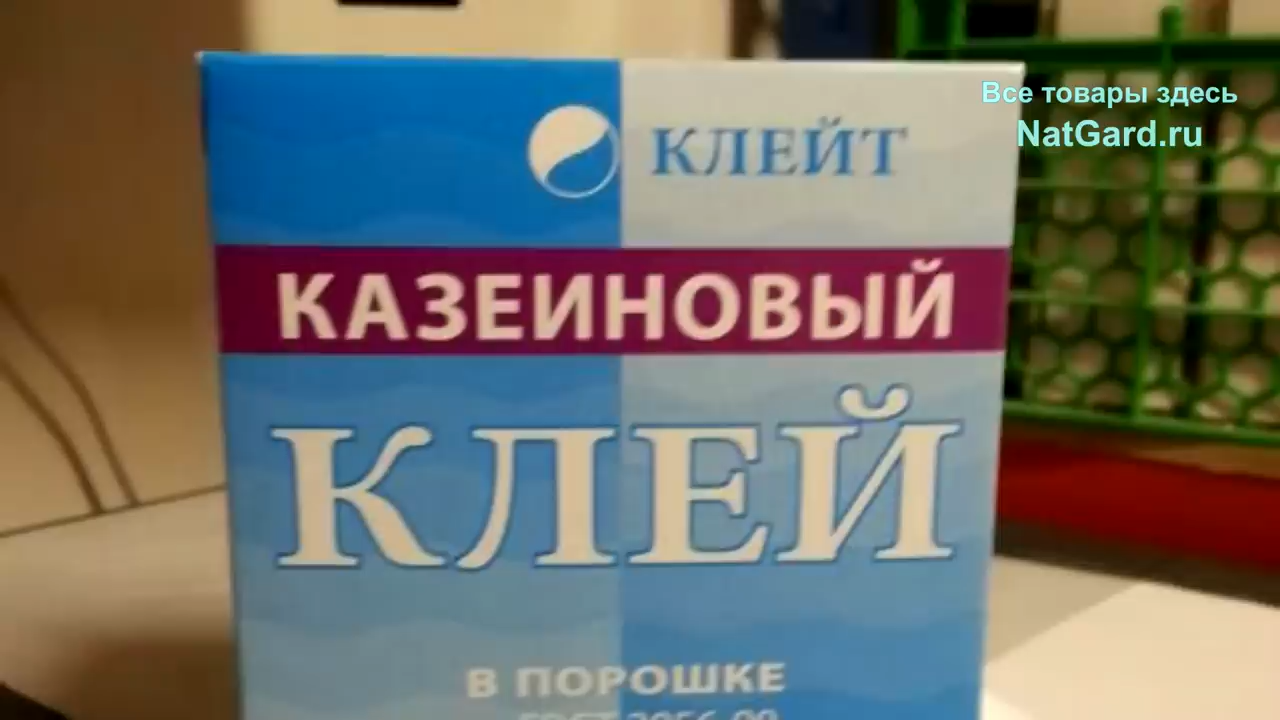 Все товары здесь
NatGard.ru
КЛЕЙТ
КАЗЕИНОВЫЙ
КЛЕЙ
В ПОРОШКЕ